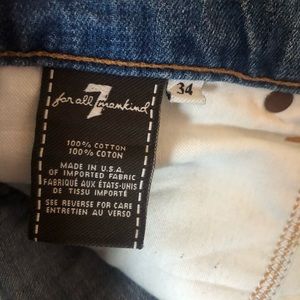 7
for all mankind
34
100% COTTON
100% COTON
MADE IN U.S.A.
OF IMPORTED FABRIC
FABRIQUÉ AUX ÉTATS-UNIS
DE TISSU IMPORTÉ
SEE REVERSE FOR CARE
ENTRETIEN AU VERSO